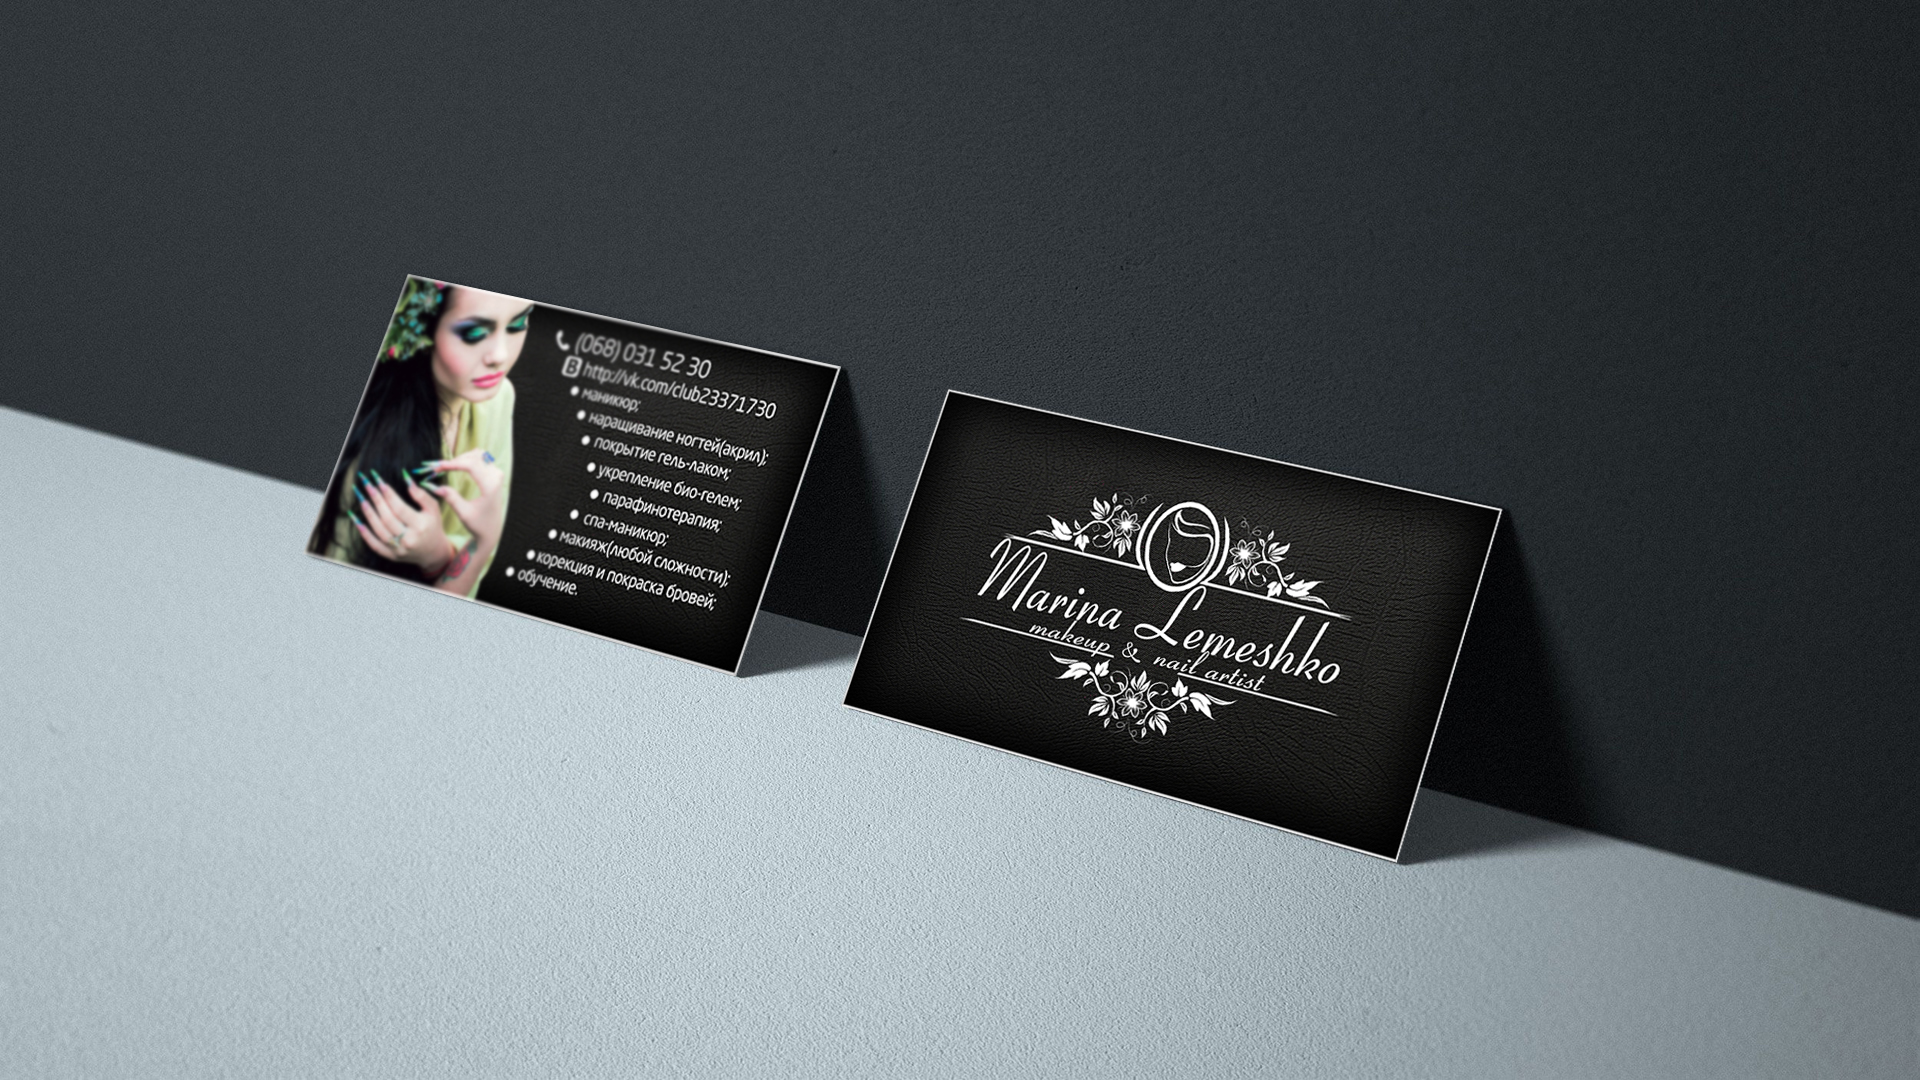 (068) 031 52 30
В http://vk.com/club23371730
• маникюр;
• наращивание ногтей(акрил);
• покрытие гель-лаком;
• укрепление био-гелем;
• парафинотерапия;
• спа-маникюр;
• макияж(любой сложности);
• корекция и покраска бровей;
• обучение.
Marina Lemeshko
makeup & nail artist